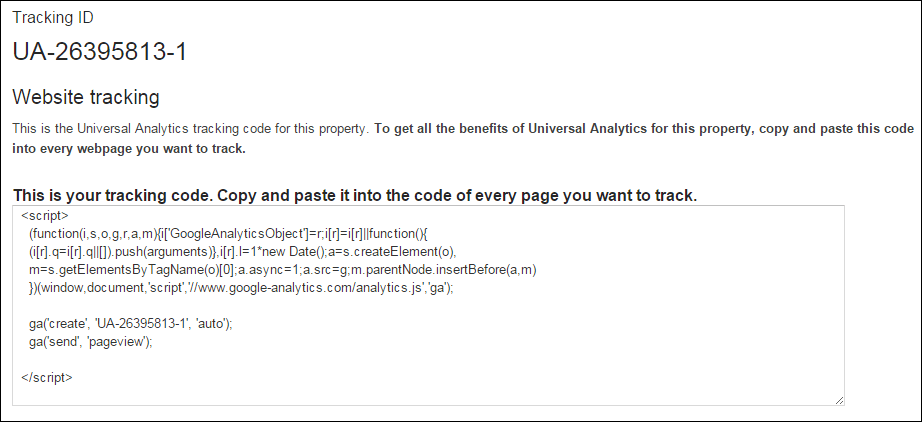 Tracking ID
UA-26395813-1
Website tracking
This is the Universal Analytics tracking code for this property. To get all the benefits of Universal Analytics for this property, copy and paste this code
into every webpage you want to track.
This is your tracking code. Copy and paste it into the code of every page you want to track.
<script>
(function(i,s,o,g,r,a,m){i['GoogleAnalyticsObject']=r;i[r]=i[r]||function(){
(i[r].q=i[r].q||[]).push(arguments)},i[r].l=1*new Date();a=s.createElement(o),
m=s.getElementsByTagName(o)[0];a.async=1;a.src=g;m.parentNode.insertBefore(a,m)
})(window,document,'script','//www.google-analytics.com/analytics.js','ga');
ga('create', 'UA-26395813-1', 'auto');
ga('send', 'pageview');
</script>